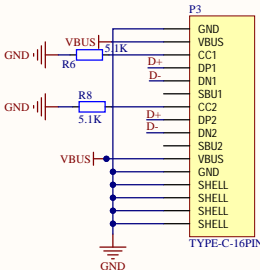 P3
GND
VBUS
VBUS
5.1K
GND
CC1
R6
D+
DP1
D-
DN1
SBU1
R8
GND
CC2
5.1K
D+
DP2
D-
DN2
SBU2
VBUS
VBUS
GND
SHELL
SHELL
SHELL
SHELL
TYPE-C-16PIN
GND